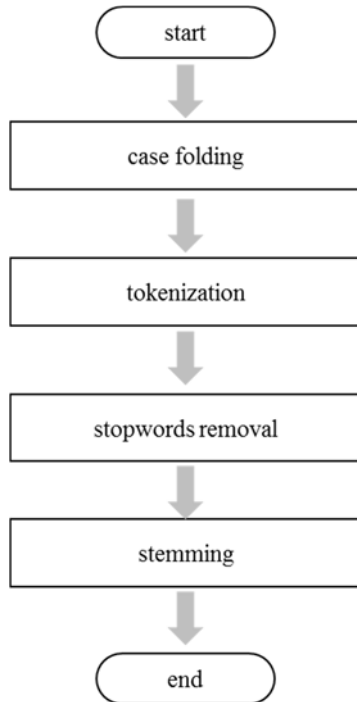 start
case folding
tokenization
stopwords removal
stemming
end